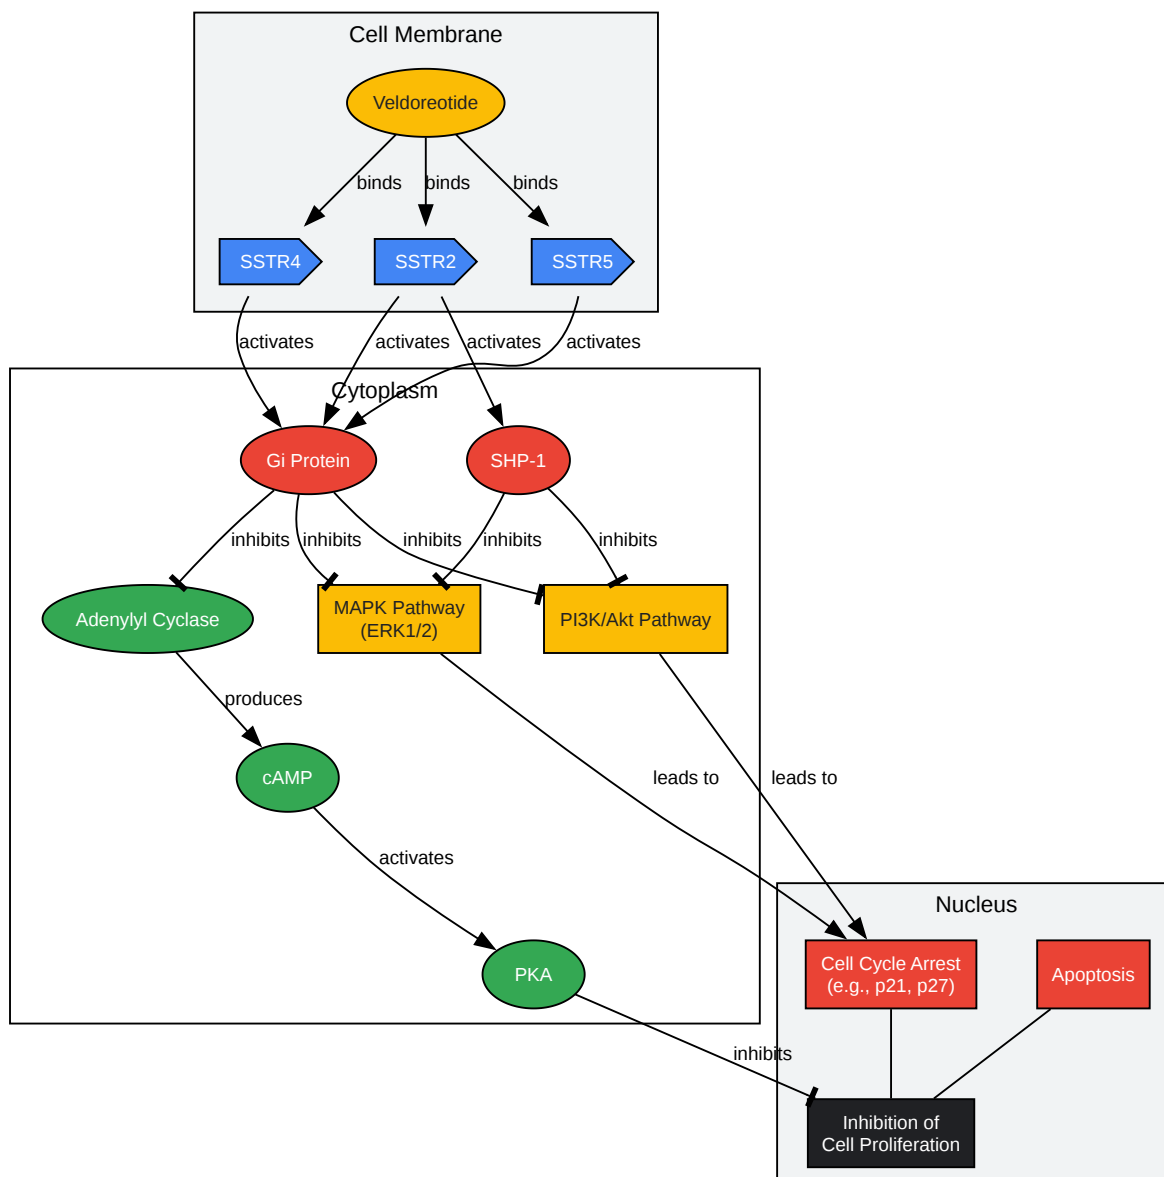 Cell Membrane
Veldoreotide
binds
binds
binds
SSTR4
SSTR2
SSTR5
activates
activates
activates
activates
Cytoplasm
Gi Protein
SHP-1
inhibits
inhibits
inhibits
inhibits
inhibits
Adenylyl Cyclase
MAPK Pathway
(ERK1/2)
PI3K/Akt Pathway
produces
cAMP
leads to
leads to
activates
Nucleus
PKA
Cell Cycle Arrest
(e.g., p21, p27)
Apoptosis
inhibits
Inhibition of
Cell Proliferation